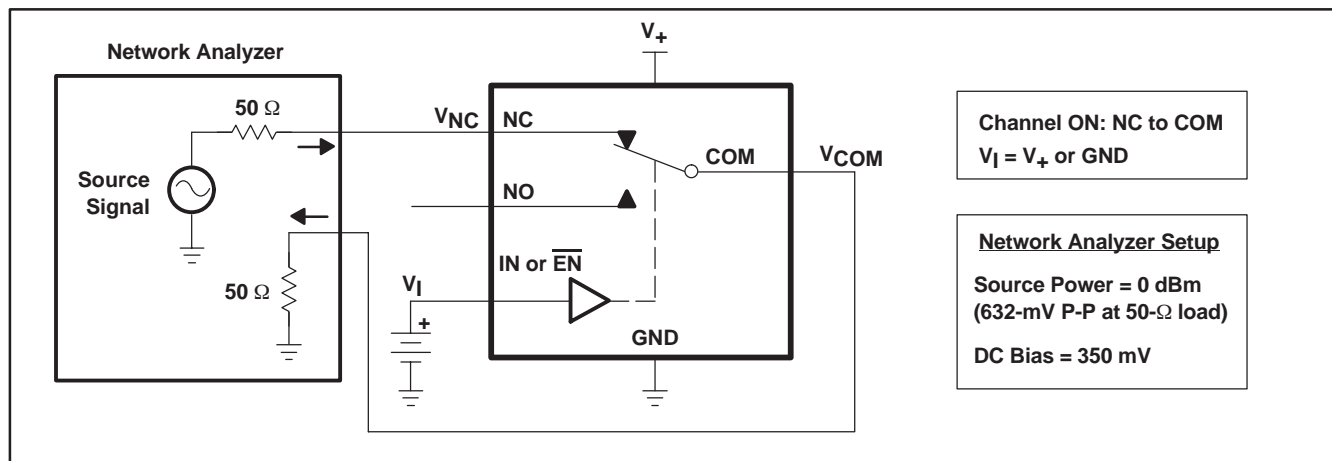 Network Analyzer
50 Ω
Source
Signal
50 Ω
V+
VNC
NC
COM
VCOM
NO
IN or E̅N̅
VI
+
GND
Channel ON: NC to COM
VI = V+ or GND
Network Analyzer Setup
Source Power = 0 dBm
(632-mV P-P at 50-Ω load)
DC Bias = 350 mV